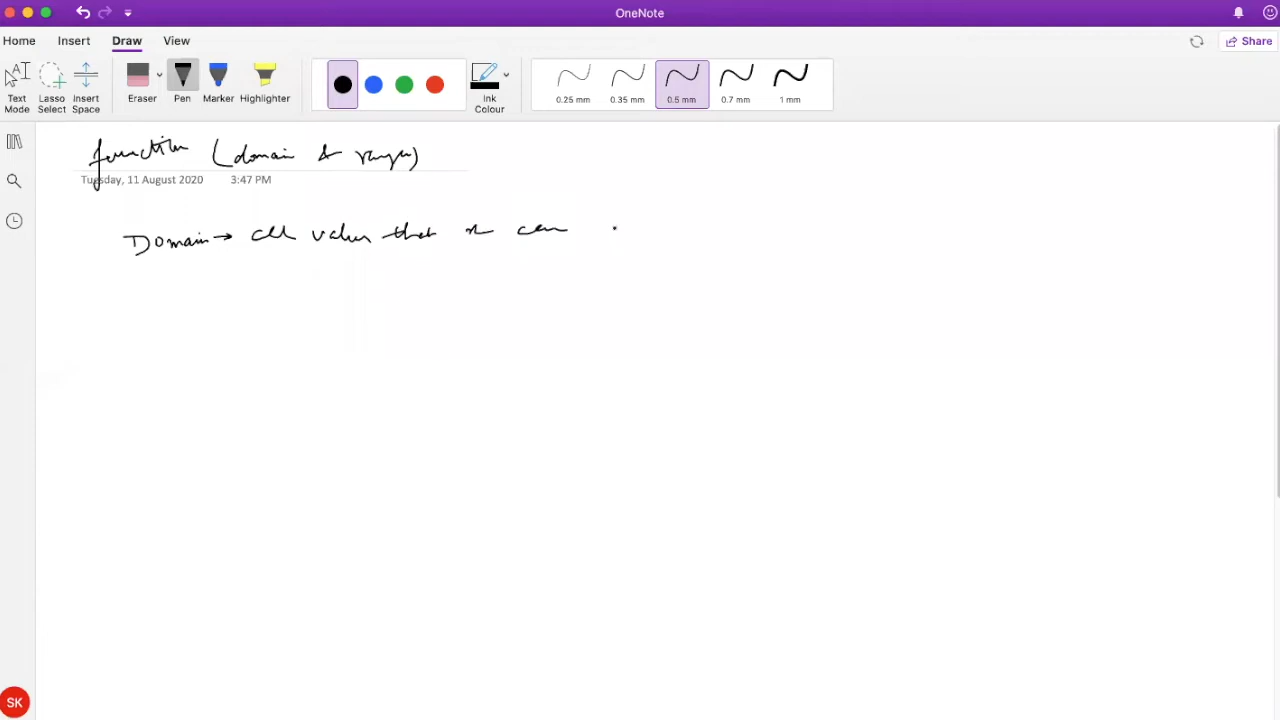 OneNote
Home Insert Draw View
Share
Text Mode
Lasso Select
Insert Space
Eraser
Pen
Marker
Highlighter
Ink Colour
0.25 mm
0.35 mm
0.5 mm
0.7 mm
1 mm
function (domain & range)
Tuesday, 11 August 2020 3:47 PM
Domain → all values that x can
SK